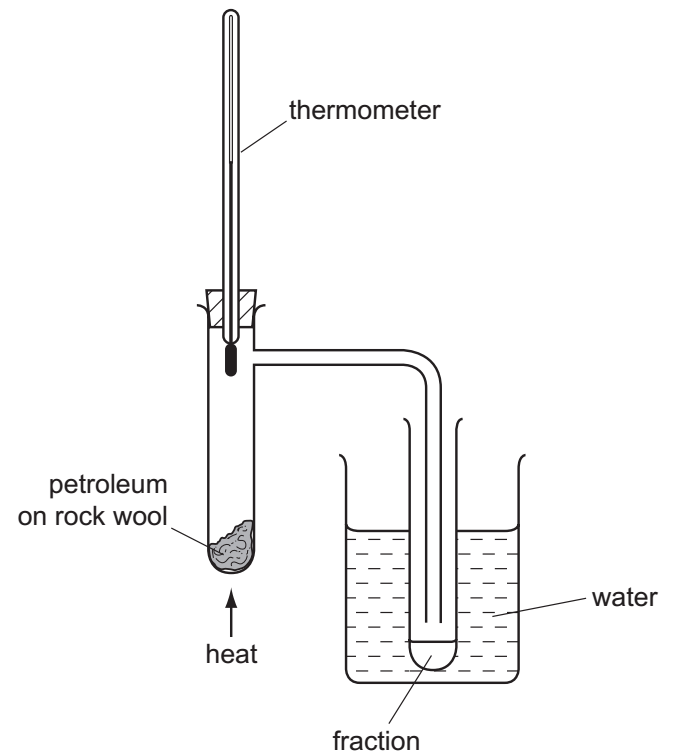 thermometer
petroleum
on rock wool
heat
water
fraction